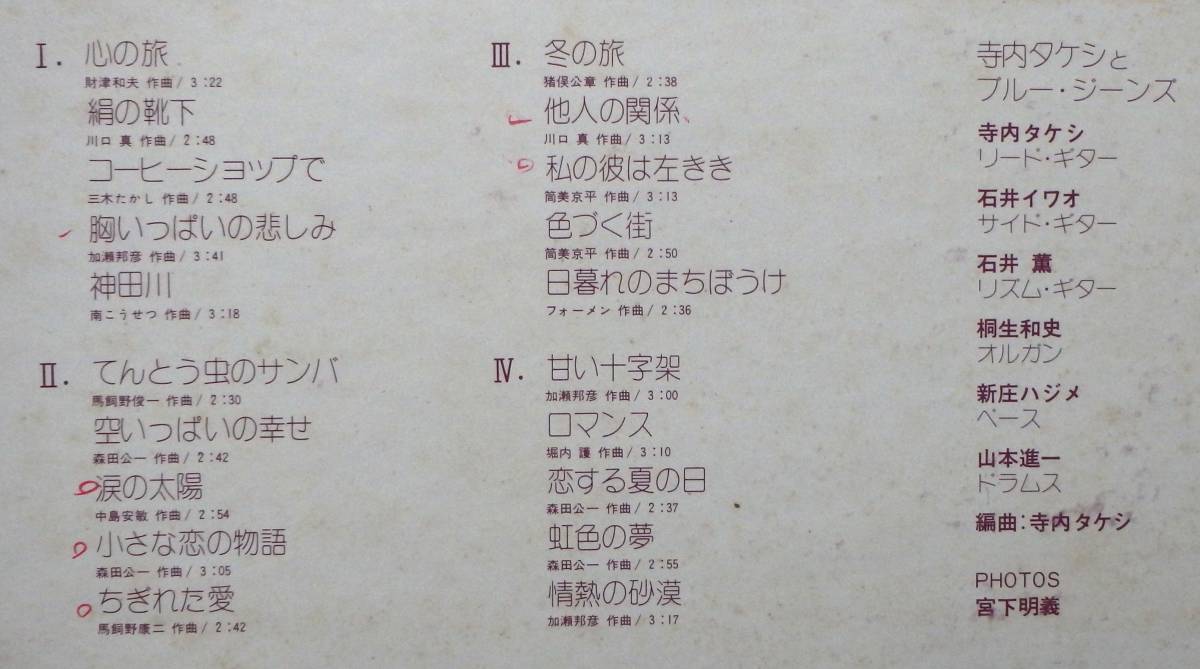 Ⅰ. 心の旅
財津和夫 作曲/ 3:22
絹の靴下
川口 真 作曲/ 2:48
コーヒーショップで
三木たかし 作曲/ 2:48
胸いっぱいの悲しみ
加瀬邦彦 作曲/ 3:41
神田川
南こうせつ 作曲/ 3:18
Ⅱ. てんとう虫のサンバ
馬飼野俊一 作曲/ 2:30
空いっぱいの幸せ
森田公一 作曲/ 2:42
涙の太陽
中島安敏 作曲/ 2:54
小さな恋の物語
森田公一 作曲/ 3:05
ちぎれた愛
馬飼野康二 作曲/ 2:42
Ⅲ. 冬の旅
猪俣公章 作曲/ 2:38
他人の関係
川口 真 作曲/ 3:13
私の彼は左きき
筒美京平 作曲/ 3:13
色づく街
筒美京平 作曲/ 2:50
日暮れのまちぼうけ
フォーメン 作曲/ 2:36
Ⅳ. 甘い十字架
加瀬邦彦 作曲/ 3:00
ロマンス
堀内 護 作曲/ 3:10
恋する夏の日
森田公一 作曲/ 2:37
虹色の夢
森田公一 作曲/ 2:55
情熱の砂漠
加瀬邦彦 作曲/ 3:17
寺内タケシと
ブルー・ジーンズ
寺内タケシ
リード・ギター
石井イワオ
サイド・ギター
石井 薫
リズム・ギター
桐生和史
オルガン
新庄ハジメ
ベース
山本進一
ドラムス
編曲:寺内タケシ
PHOTOS
宮下明義